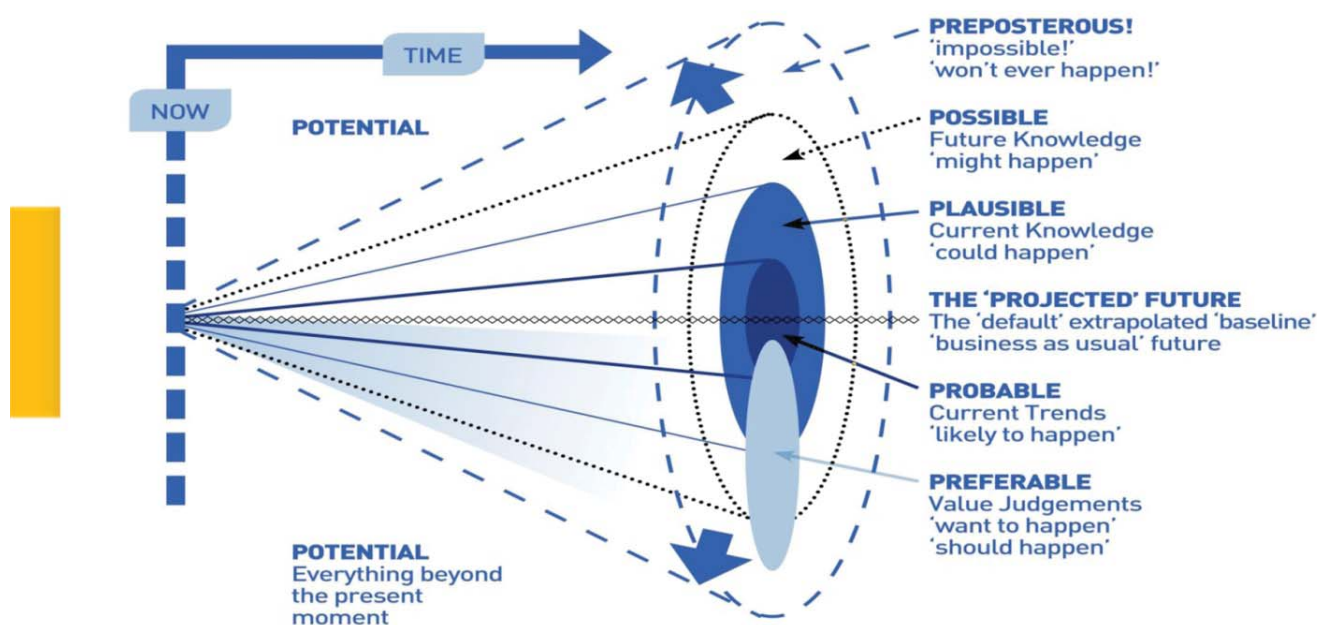 TIME
NOW
POTENTIAL
POTENTIAL
Everything beyond
the present
moment
PREPOSTEROUS!
‘impossible!’
‘won’t ever happen!’
POSSIBLE
Future Knowledge
‘might happen’
PLAUSIBLE
Current Knowledge
‘could happen’
THE ‘PROJECTED’ FUTURE
The ‘default’ extrapolated ‘baseline’
‘business as usual’ future
PROBABLE
Current Trends
‘likely to happen’
PREFERABLE
Value Judgements
‘want to happen’
‘should happen’